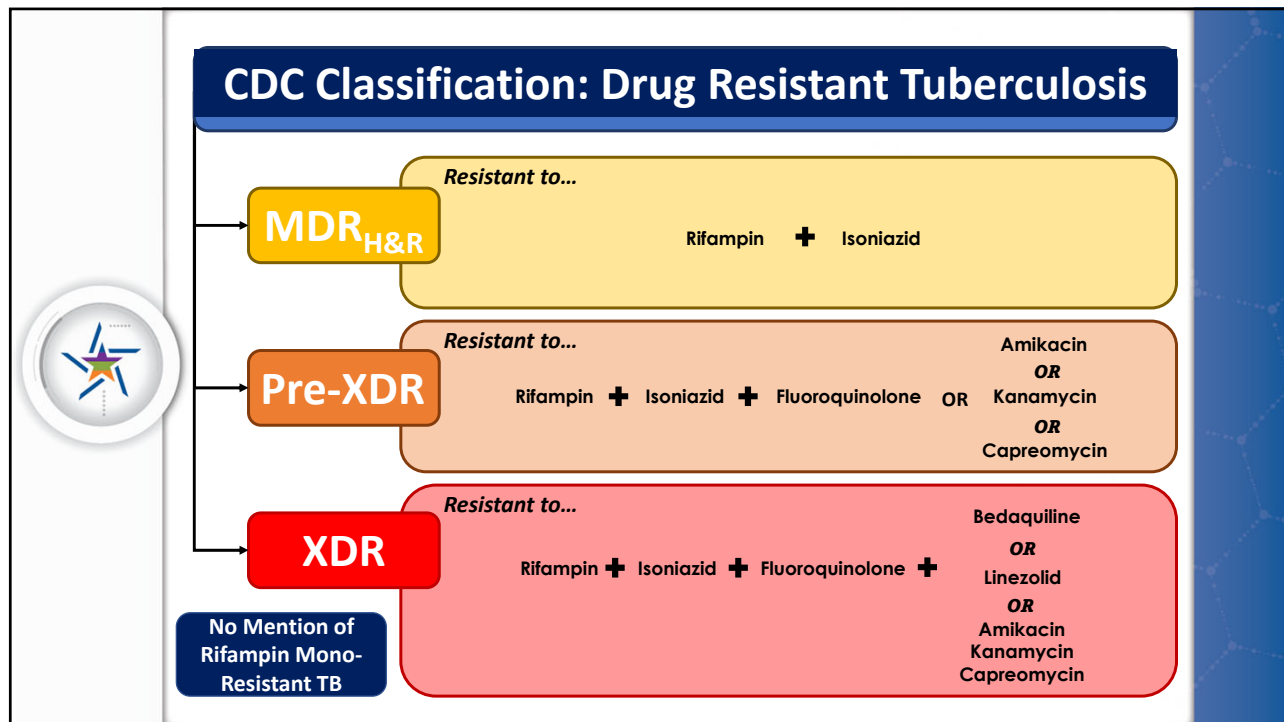 CDC Classification: Drug Resistant Tuberculosis
MDR H&R
Resistant to...
Rifampin + Isoniazid
Pre-XDR
Resistant to...
Rifampin + Isoniazid + Fluoroquinolone OR
Amikacin
OR
Kanamycin
OR
Capreomycin
XDR
Resistant to...
Rifampin + Isoniazid + Fluoroquinolone +
Bedaquiline
OR
Linezolid
OR
Amikacin
Kanamycin
Capreomycin
No Mention of
Rifampin Mono-
Resistant TB